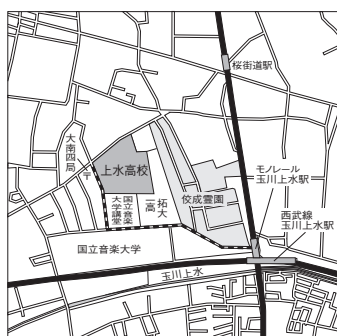 桜街道駅
大南四局
〒
上水高校
モノレール
玉川上水駅
佼成霊園
国立音楽
大学講堂
拓大
一高
西武線
玉川上水駅
国立音楽大学
玉川上水